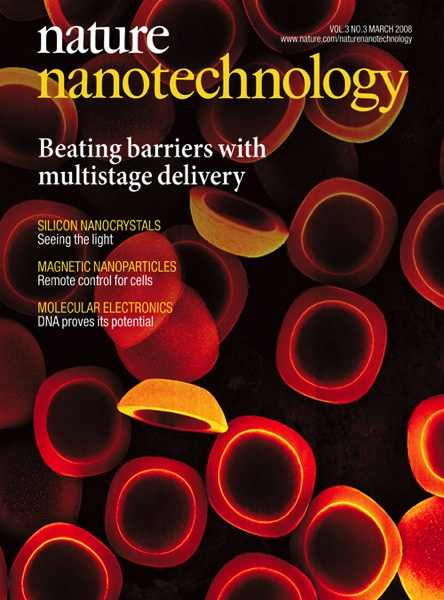 nature
nanotechnology
VOL.3 NO.3 MARCH 2008
www.nature.com/naturenanotechnology
Beating barriers with
multistage delivery
SILICON NANOCRYSTALS
Seeing the light
MAGNETIC NANOPARTICLES
Remote control for cells
MOLECULAR ELECTRONICS
DNA proves its potential